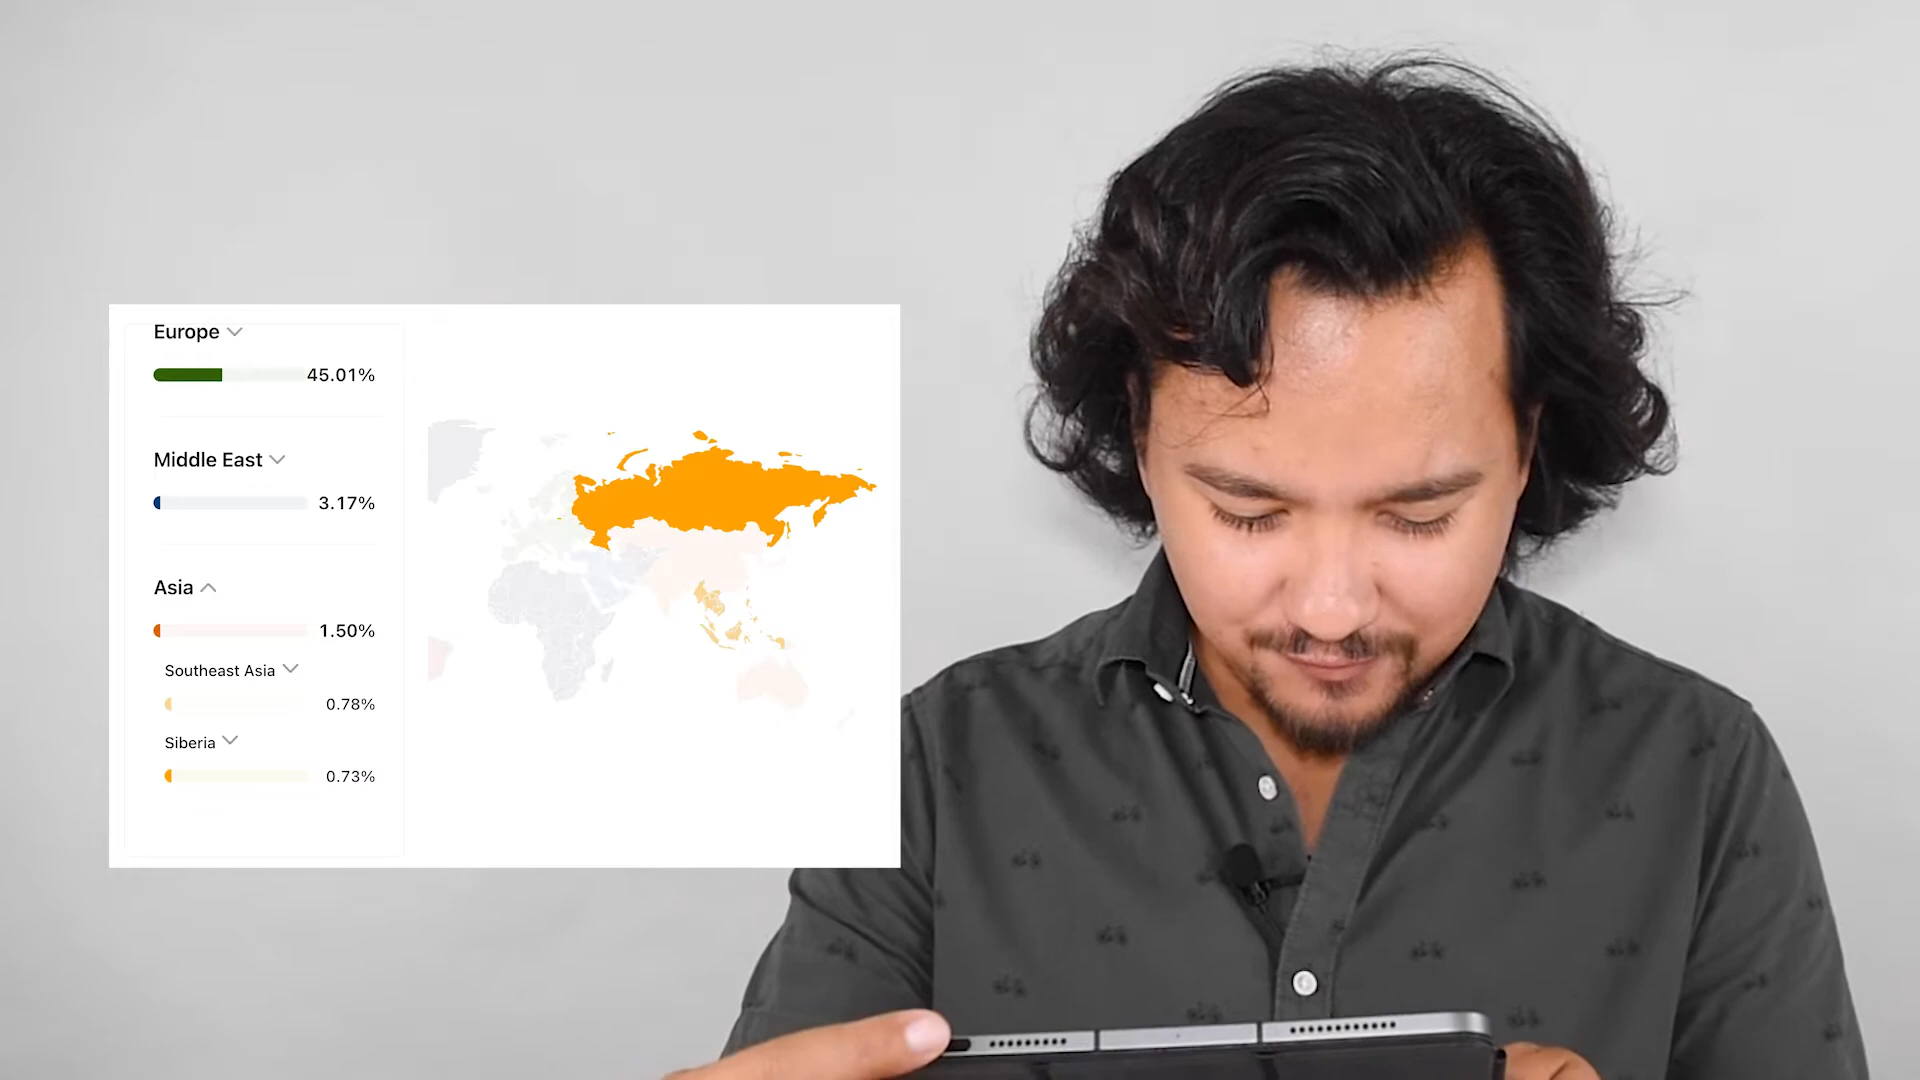 Europe
45.01%
Middle East
3.17%
Asia
1.50%
Southeast Asia
0.78%
Siberia
0.73%